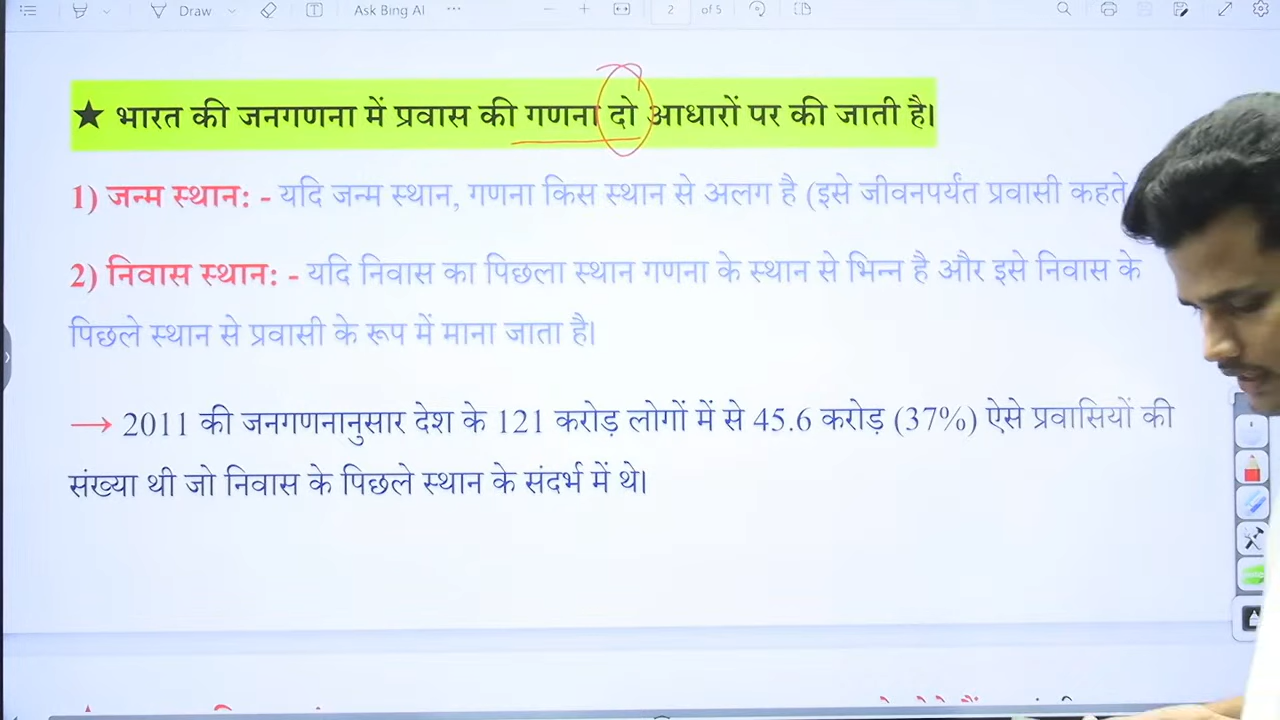 Draw
Ask Bing AI
2 of 5
★ भारत की जनगणना में प्रवास की गणना दो आधारों पर की जाती है।
1) जन्म स्थान: - यदि जन्म स्थान, गणना किस स्थान से अलग है (इसे जीवनपर्यंत प्रवासी कहते
2) निवास स्थान: - यदि निवास का पिछला स्थान गणना के स्थान से भिन्न है और इसे निवास के
पिछले स्थान से प्रवासी के रूप में माना जाता है।
→ 2011 की जनगणनानुसार देश के 121 करोड़ लोगों में से 45.6 करोड़ (37%) ऐसे प्रवासियों की
संख्या थी जो निवास के पिछले स्थान के संदर्भ में थे।